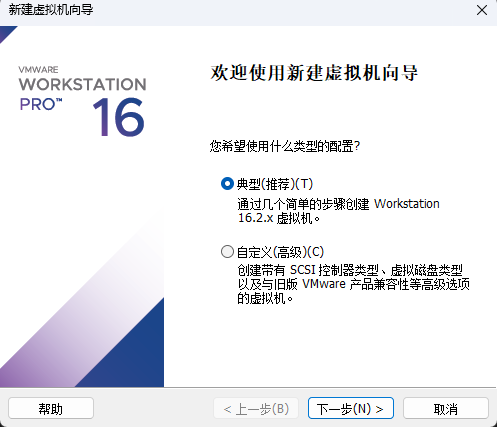 新建虚拟机向导
VMWARE
WORKSTATION
PRO™ 16
欢迎使用新建虚拟机向导
您希望使用什么类型的配置?
典型(推荐)(T)
通过几个简单的步骤创建 Workstation
16.2.x 虚拟机。
自定义(高级)(C)
创建带有 SCSI 控制器类型、虚拟磁盘类型
以及与旧版 VMware 产品兼容性等高级选项
的虚拟机。
帮助
< 上一步(B)
下一步(N) >
取消